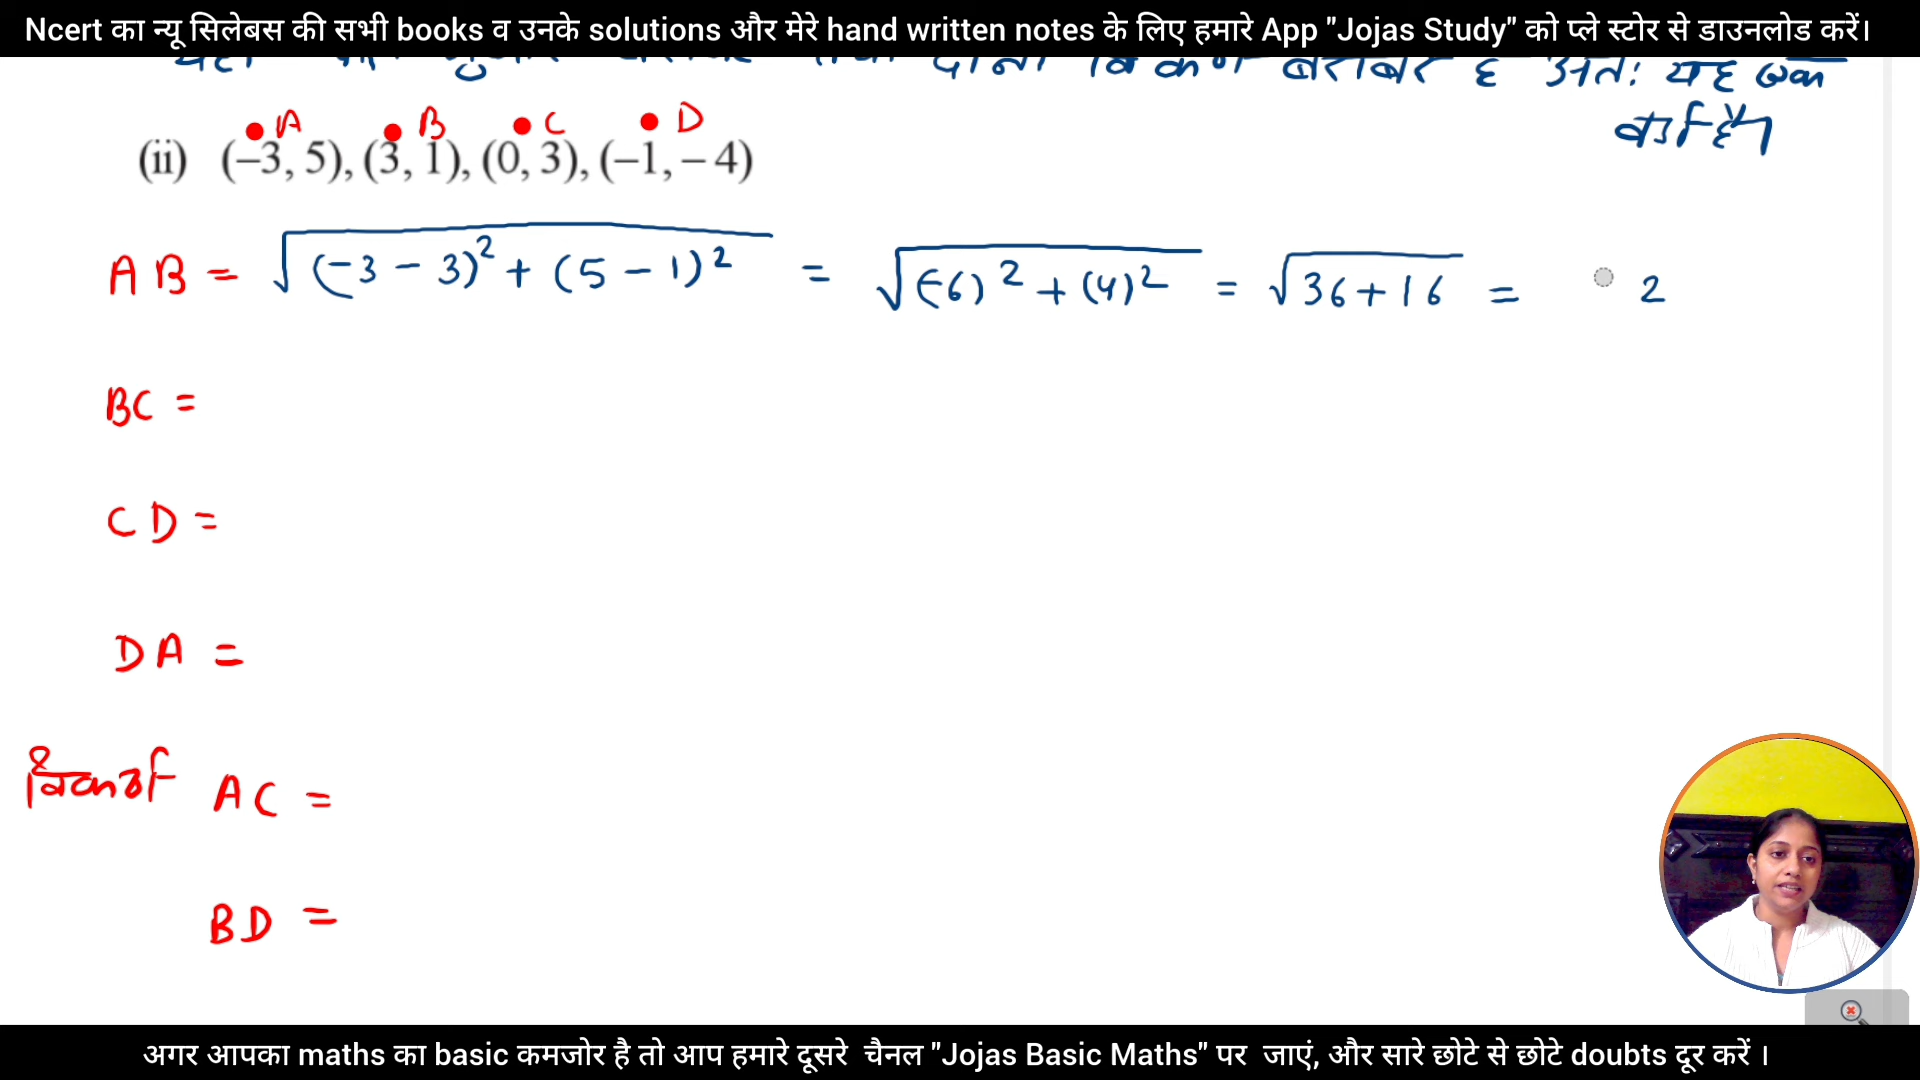 Ncert का न्यू सिलेबस की सभी books व उनके solutions और मेरे hand written notes के लिए हमारे App "Jojas Study" को प्ले स्टोर से डाउनलोड करें।
दोनो विकर्ण बराबर है अतः यह एक
वर्ग है।
A B C D
(ii) (–3, 5), (3, 1), (0, 3), (–1, – 4)
AB = √(-3 - 3)² + (5 - 1)² = √(-6)² + (4)² = √36+16 = 2
BC =
CD =
DA =
विकर्ण AC =
BD =
अगर आपका maths का basic कमजोर है तो आप हमारे दूसरे चैनल "Jojas Basic Maths" पर जाएं, और सारे छोटे से छोटे doubts दूर करें ।